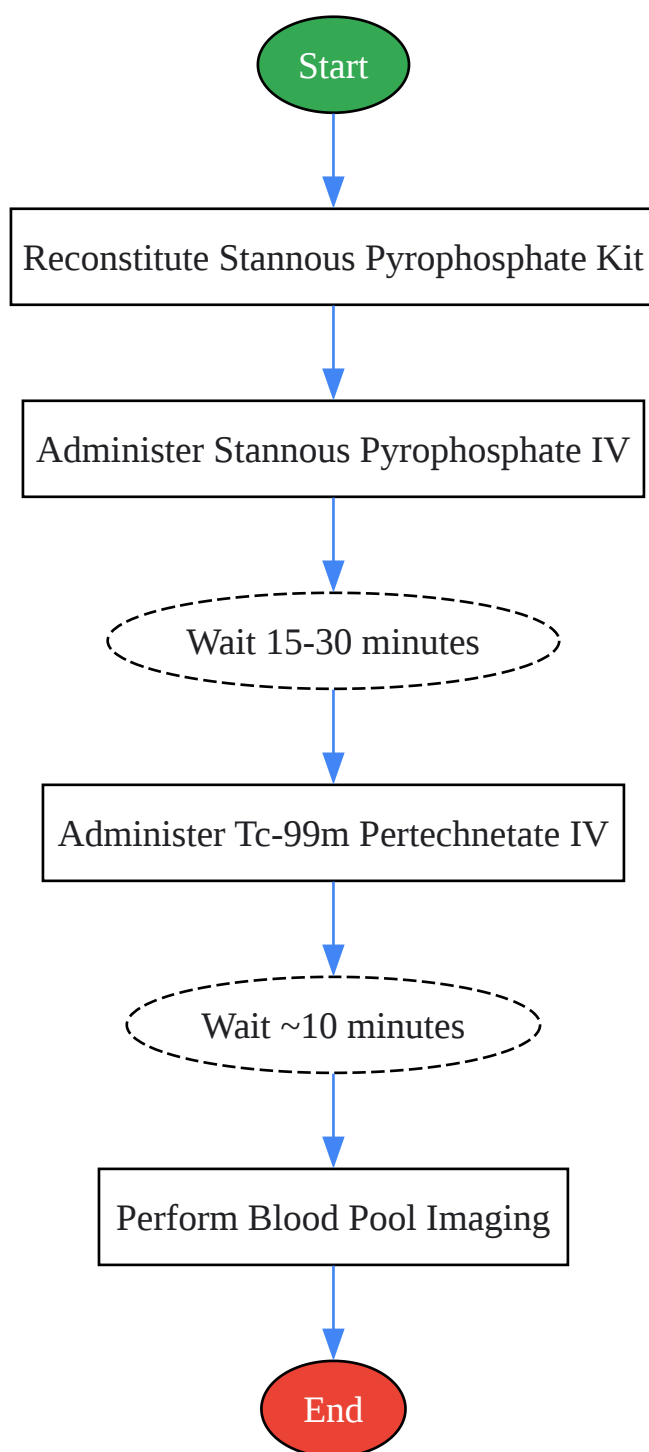 Start
Reconstitute Stannous Pyrophosphate Kit
Administer Stannous Pyrophosphate IV
Wait 15-30 minutes
Administer Tc-99m Pertechnetate IV
Wait ~10 minutes
Perform Blood Pool Imaging
End